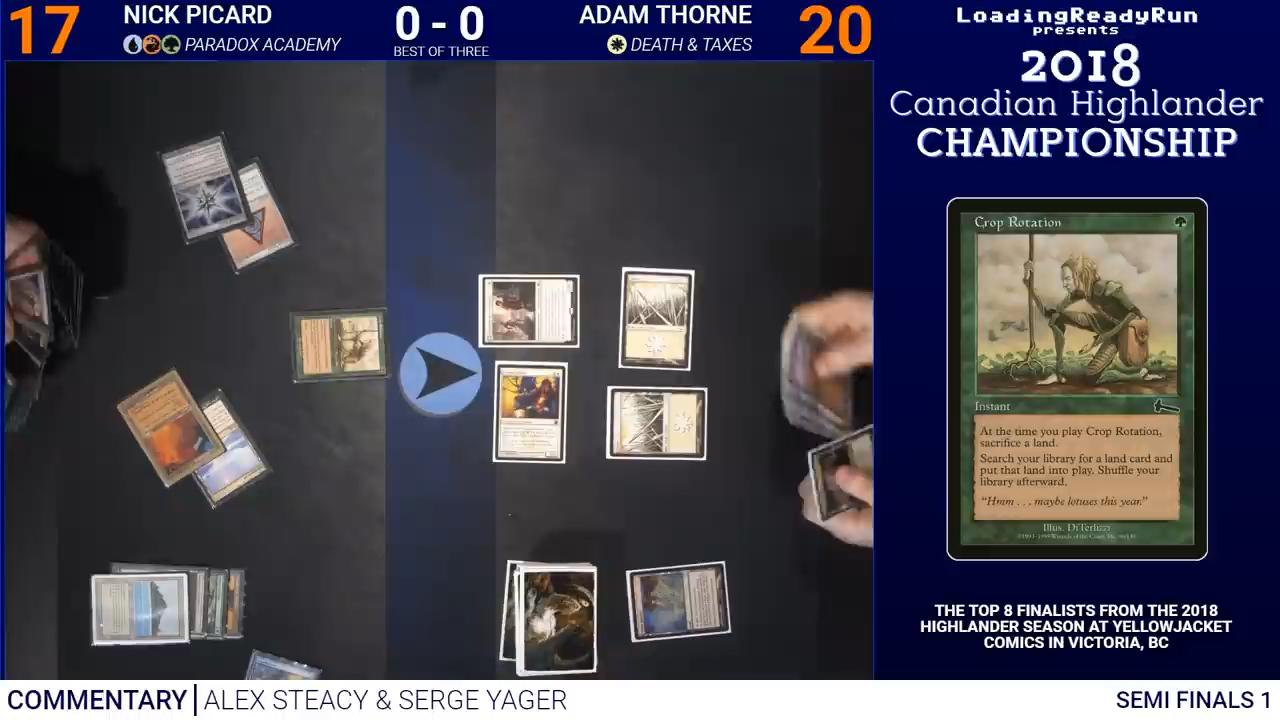 17
NICK PICARD
PARADOX ACADEMY
0 - 0
BEST OF THREE
ADAM THORNE
DEATH & TAXES
20
LoadingReadyRun
presents
2018
Canadian Highlander
CHAMPIONSHIP
Crop Rotation
Instant
At the time you play Crop Rotation,
sacrifice a land.
Search your library for a land card and
put that land into play. Shuffle your
library afterward.
"Hmm . . . maybe lotuses this year."
Illus. DiTerlizzi
THE TOP 8 FINALISTS FROM THE 2018
HIGHLANDER SEASON AT YELLOWJACKET
COMICS IN VICTORIA, BC
COMMENTARY
ALEX STEACY & SERGE YAGER
SEMI FINALS 1